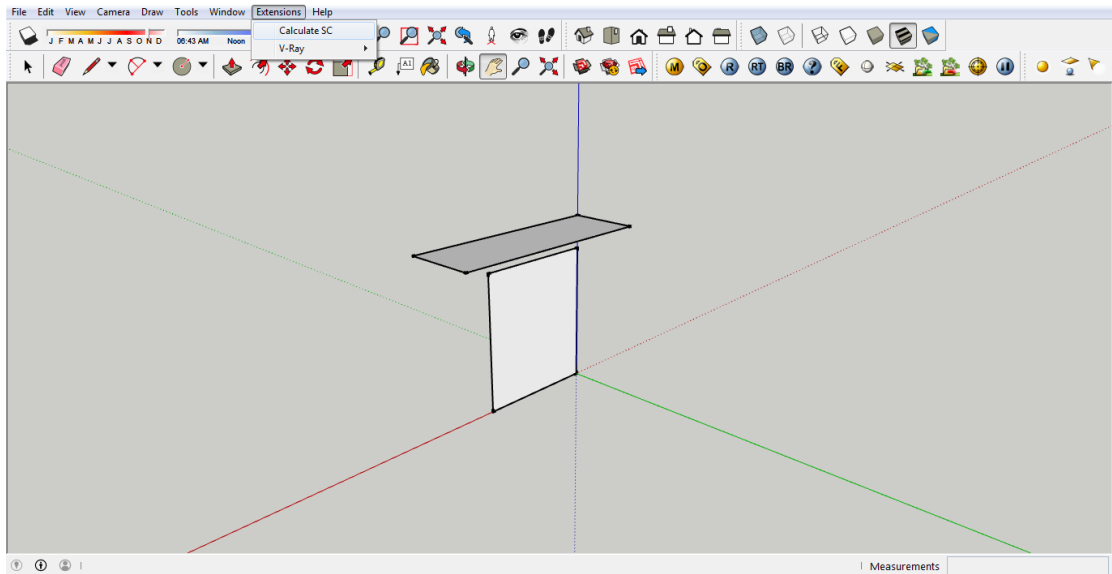 File Edit View Camera Draw Tools Window Extensions Help
Calculate SC
V-Ray
J F M A M J J A S O N D 06:43 AM Noon
A1
M O R RT BR ?
Measurements